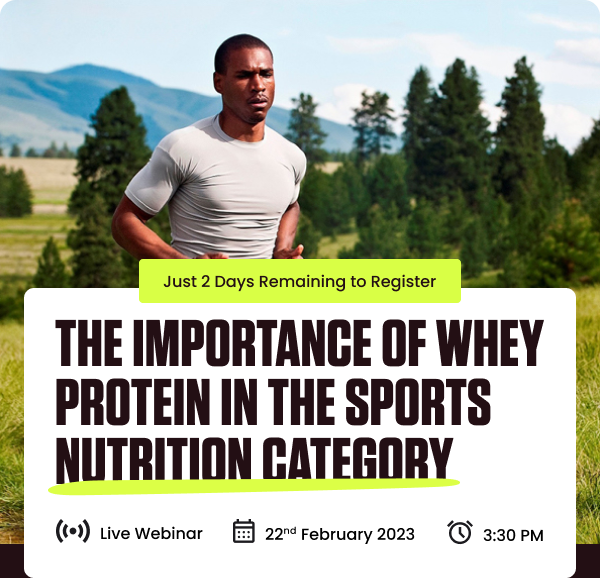 Just 2 Days Remaining to Register
THE IMPORTANCE OF WHEY
PROTEIN IN THE SPORTS
NUTRITION CATEGORY
Live Webinar
22nd February 2023
3:30 PM